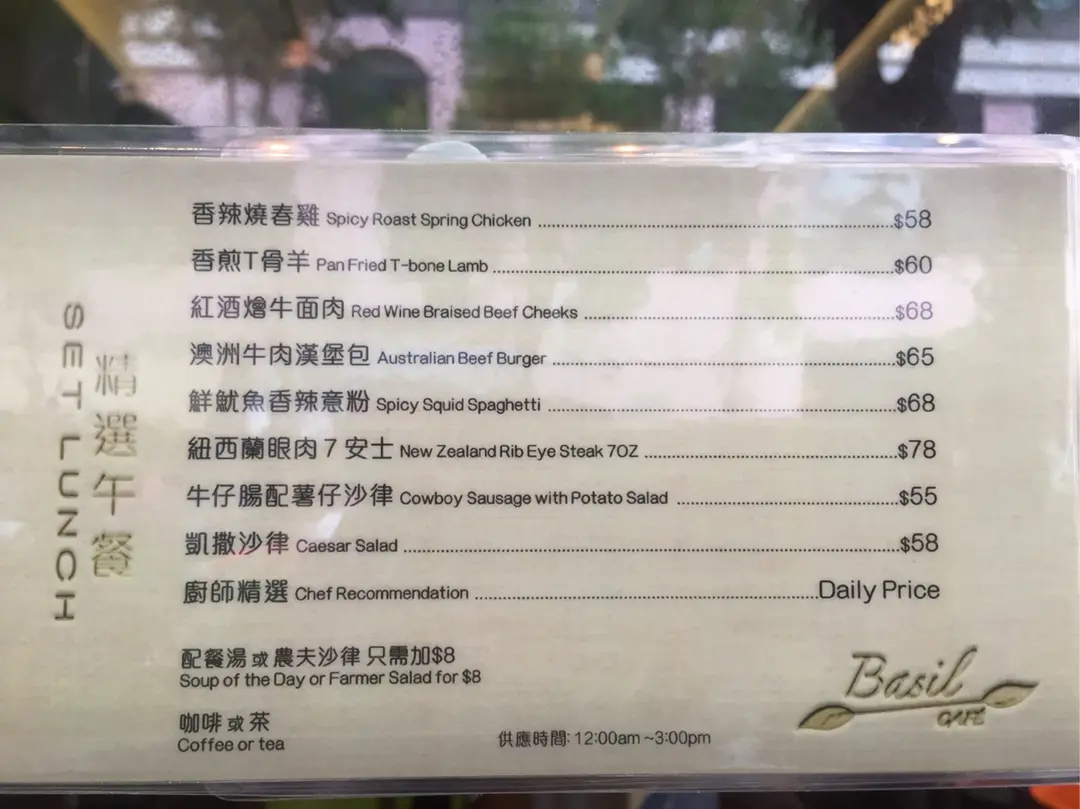 SET LUNCH
精選午餐
香辣燒春雞 Spicy Roast Spring Chicken ........ $58
香煎T骨羊 Pan Fried T-bone Lamb ........ $60
紅酒燴牛面肉 Red Wine Braised Beef Cheeks ........ $68
澳洲牛肉漢堡包 Australian Beef Burger ........ $65
鮮魷魚香辣意粉 Spicy Squid Spaghetti ........ $68
紐西蘭眼肉 7 安士 New Zealand Rib Eye Steak 7OZ ........ $78
牛仔腸配薯仔沙律 Cowboy Sausage with Potato Salad ........ $55
凱撒沙律 Caesar Salad ........ $58
廚師精選 Chef Recommendation ........ Daily Price
配餐湯 或 農夫沙律 只需加$8
Soup of the Day or Farmer Salad for $8
咖啡 或 茶
Coffee or tea
供應時間: 12:00am ~3:00pm
Basil
CAFÉ